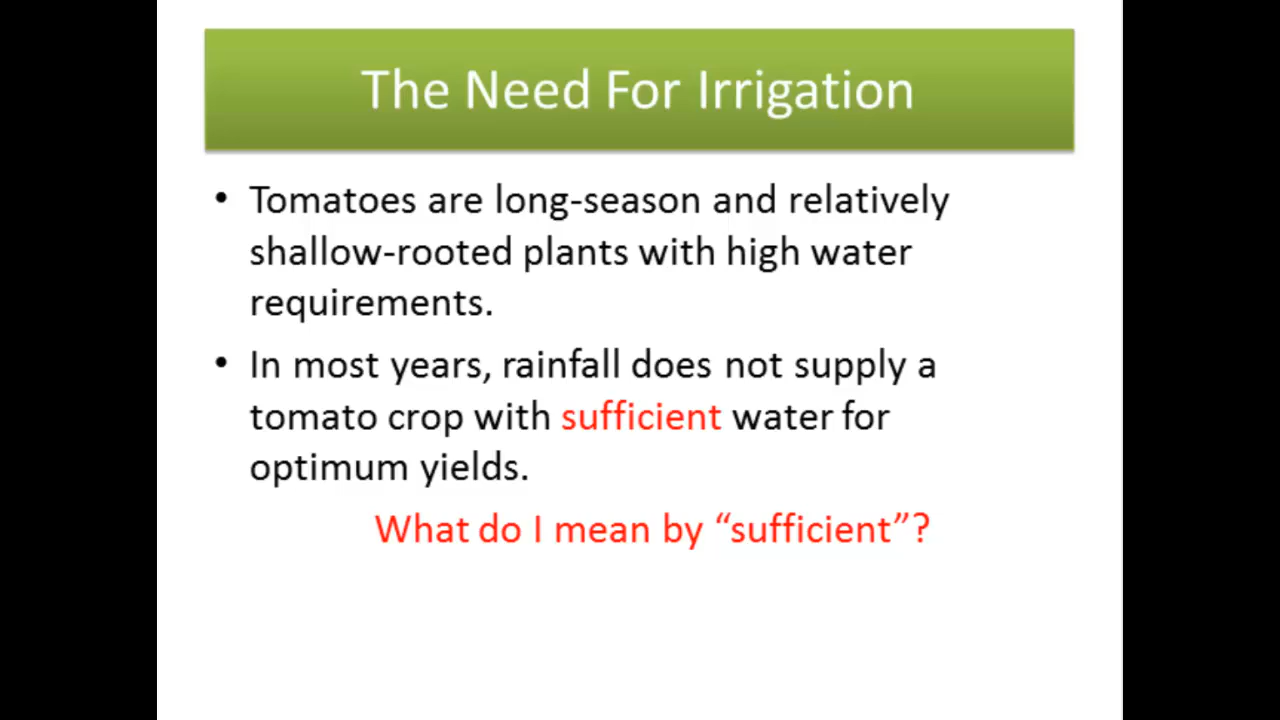 The Need For Irrigation
• Tomatoes are long-season and relatively
shallow-rooted plants with high water
requirements.
• In most years, rainfall does not supply a
tomato crop with sufficient water for
optimum yields.
What do I mean by “sufficient”?